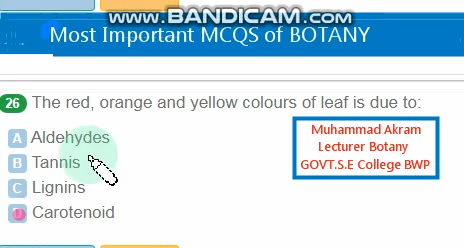 www.BANDICAM.com
Most Important MCQS of BOTANY
26 The red, orange and yellow colours of leaf is due to:
A Aldehydes
B Tannis
C Lignins
Carotenoid
Muhammad Akram
Lecturer Botany
GOVT.S.E College BWP